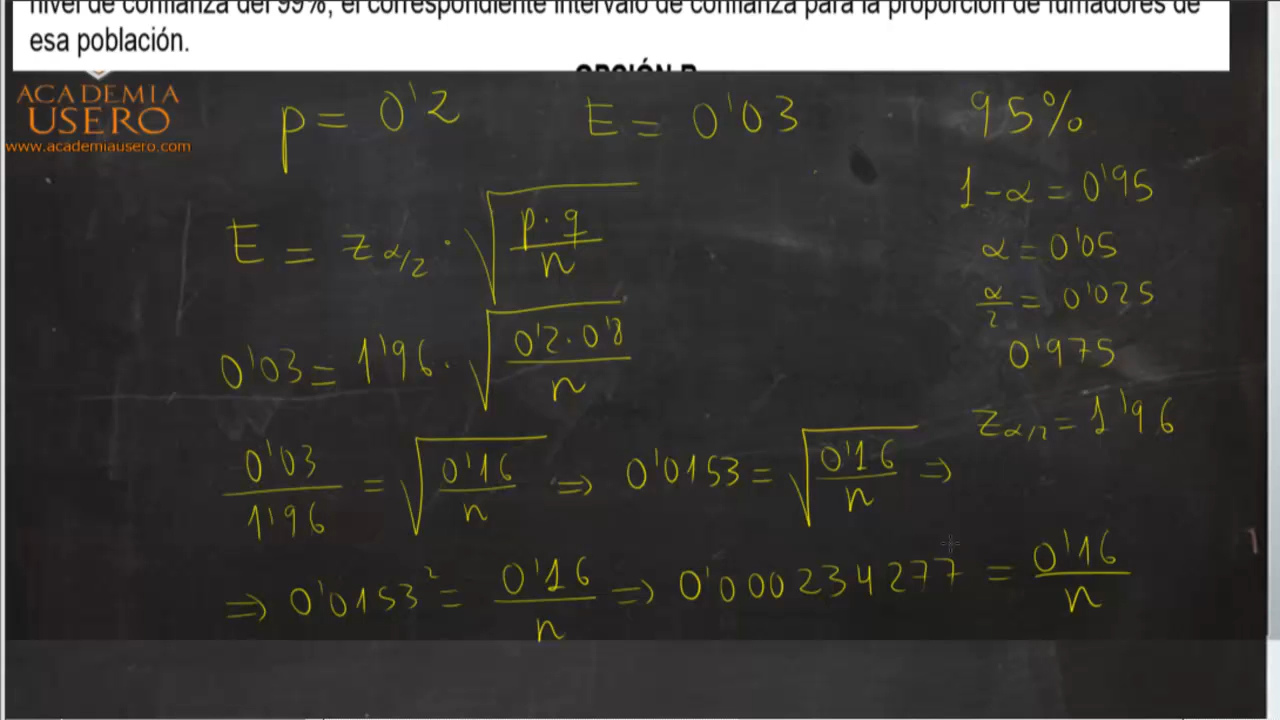 nivel de confianza del 99%, el correspondiente intervalo de confianza para la proporción de fumadores de
esa población.
OPCIÓN B
ACADEMIA
USERO
www.academiausero.com
p = 0'2 E = 0'03 95%
1-α = 0'95
α = 0'05
α/2 = 0'025
0'975
z α/2 = 1'96
E = z α/2 · √(p·q/n)
0'03 = 1'96 · √(0'2·0'8/n)
0'03/1'96 = √(0'16/n) ⇒ 0'0153 = √(0'16/n) ⇒
⇒ 0'0153² = 0'16/n ⇒ 0'000234277 = 0'16/n